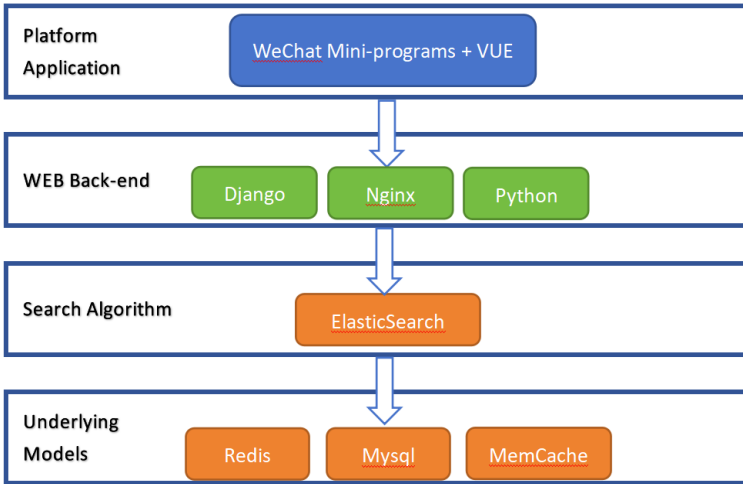 Platform
Application
WeChat Mini-programs + VUE
WEB Back-end
Django
Nginx
Python
Search Algorithm
ElasticSearch
Underlying
Models
Redis
Mysql
MemCache